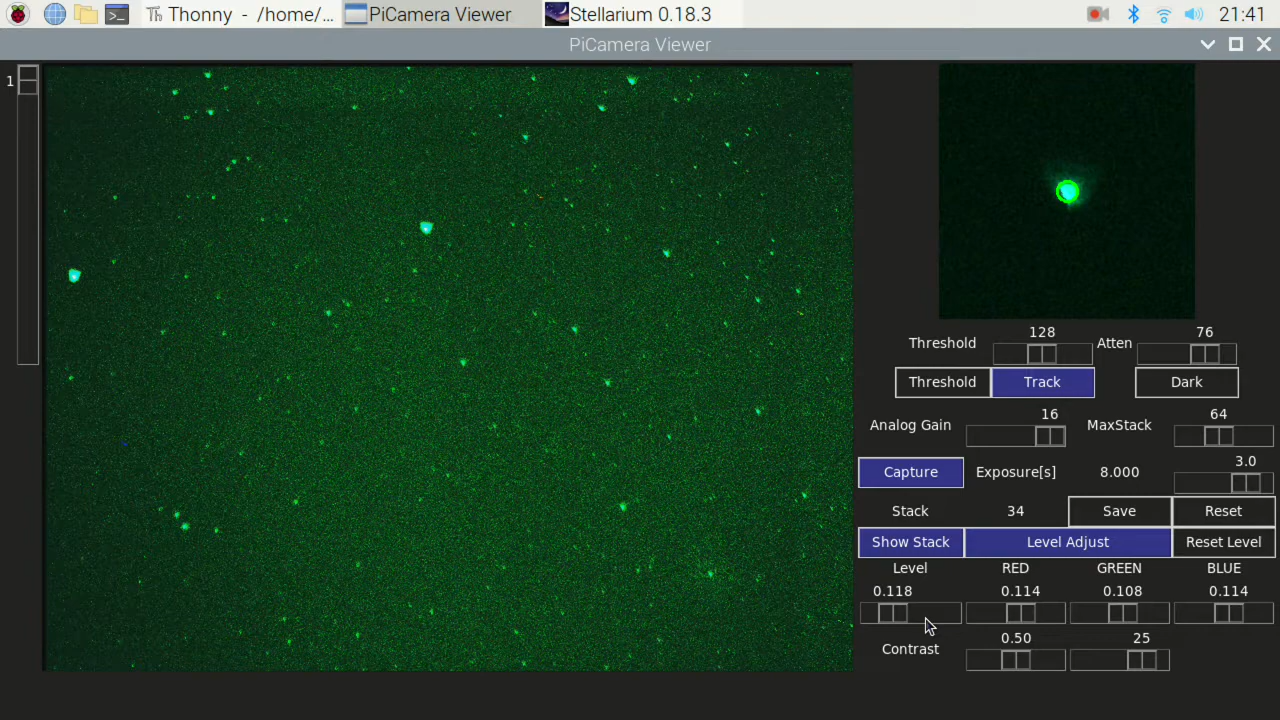 Thonny - /home/... PiCamera Viewer Stellarium 0.18.3 21:41
PiCamera Viewer
1
128 76
Threshold Atten
Threshold Track Dark
16 64
Analog Gain MaxStack
3.0
Capture Exposure[s] 8.000
Stack 34 Save Reset
Show Stack Level Adjust Reset Level
Level RED GREEN BLUE
0.118 0.114 0.108 0.114
0.50 25
Contrast